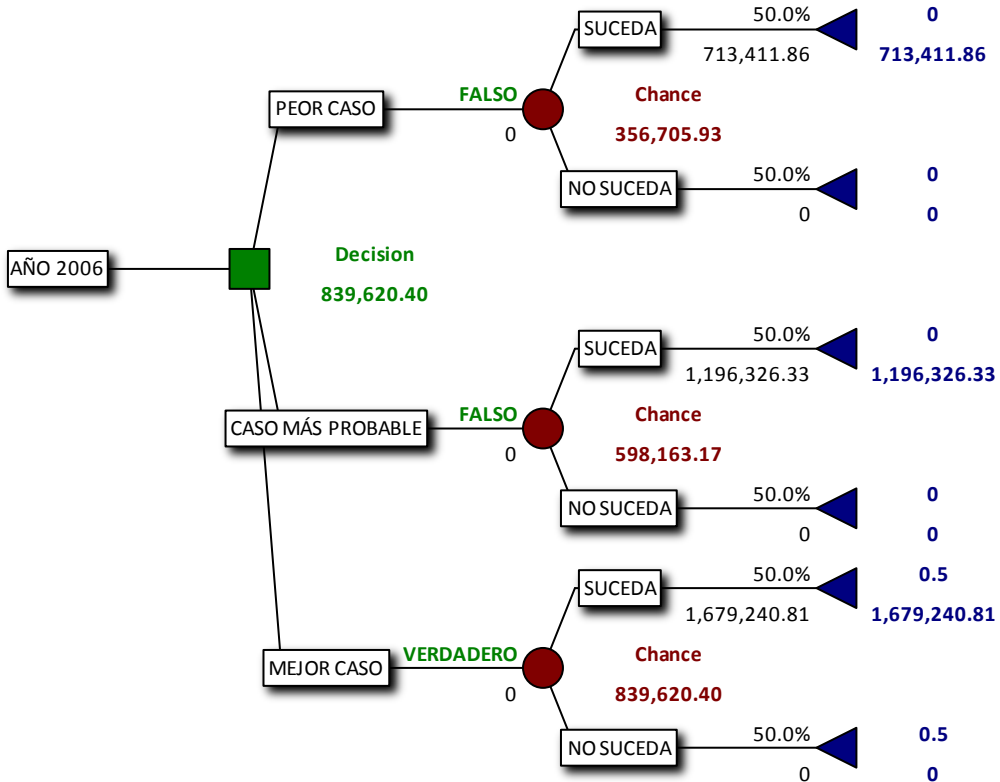 50.0% 0
SUCEDA
713,411.86 713,411.86
FALSO Chance
PEOR CASO
0 356,705.93
50.0% 0
NO SUCEDA
0 0
Decision
AÑO 2006
839,620.40
50.0% 0
SUCEDA
1,196,326.33 1,196,326.33
FALSO Chance
CASO MÁS PROBABLE
0 598,163.17
50.0% 0
NO SUCEDA
0 0
50.0% 0.5
SUCEDA
1,679,240.81 1,679,240.81
VERDADERO Chance
MEJOR CASO
0 839,620.40
50.0% 0.5
NO SUCEDA
0 0